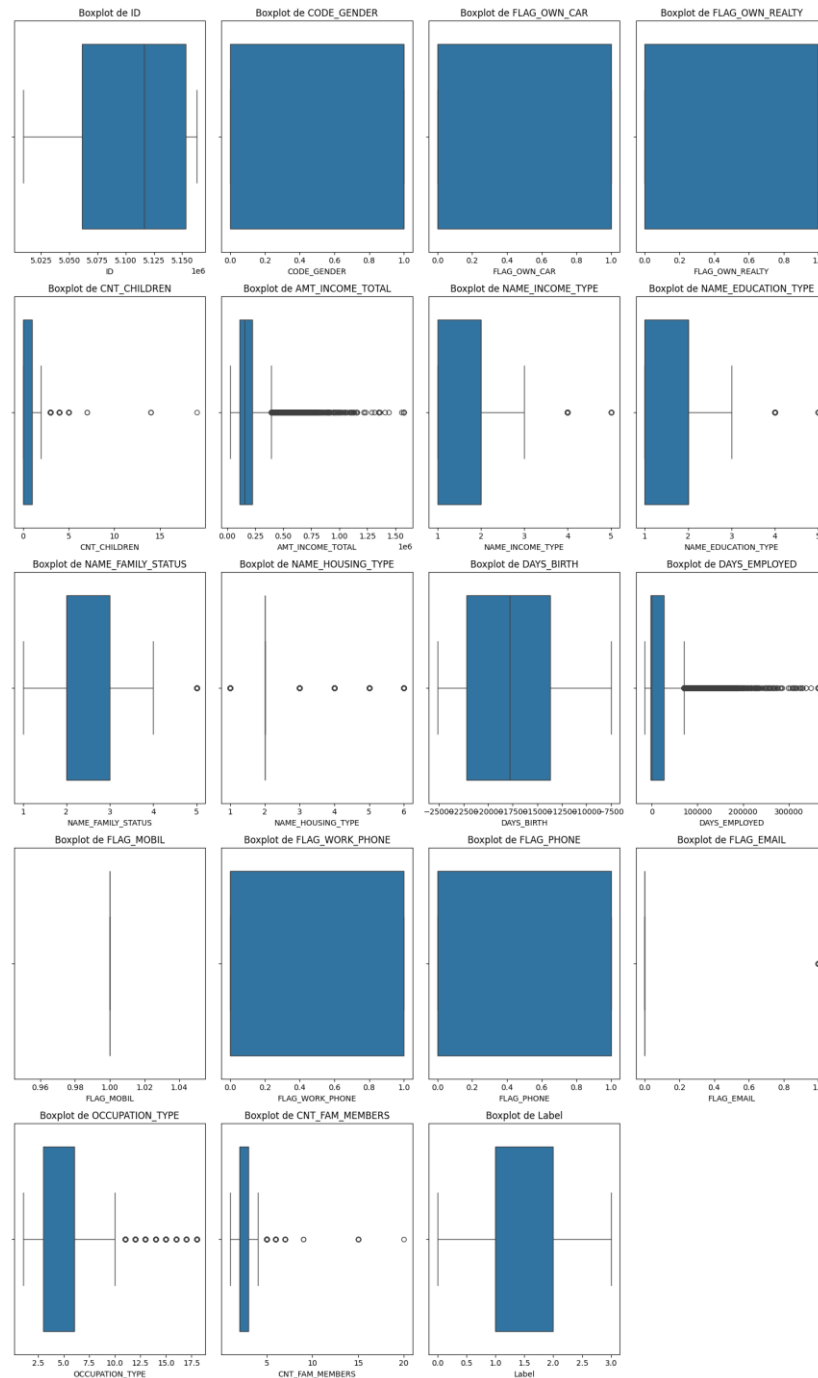 Boxplot de ID
Boxplot de CODE_GENDER
Boxplot de FLAG_OWN_CAR
Boxplot de FLAG_OWN_REALTY
5.025 5.050 5.075 5.100 5.125 5.150
1e6
ID
0.0 0.2 0.4 0.6 0.8 1.0
CODE_GENDER
0.0 0.2 0.4 0.6 0.8 1.0
FLAG_OWN_CAR
0.0 0.2 0.4 0.6 0.8 1.0
FLAG_OWN_REALTY
Boxplot de CNT_CHILDREN
Boxplot de AMT_INCOME_TOTAL
Boxplot de NAME_INCOME_TYPE
Boxplot de NAME_EDUCATION_TYPE
0 5 10 15
CNT_CHILDREN
0.00 0.25 0.50 0.75 1.00 1.25 1.50
1e6
AMT_INCOME_TOTAL
1 2 3 4 5
NAME_INCOME_TYPE
1 2 3 4 5
NAME_EDUCATION_TYPE
Boxplot de NAME_FAMILY_STATUS
Boxplot de NAME_HOUSING_TYPE
Boxplot de DAYS_BIRTH
Boxplot de DAYS_EMPLOYED
1 2 3 4 5
NAME_FAMILY_STATUS
1 2 3 4 5 6
NAME_HOUSING_TYPE
−25000−22500−20000−17500−15000−12500−10000 −7500
DAYS_BIRTH
0 100000 200000 300000
DAYS_EMPLOYED
Boxplot de FLAG_MOBIL
Boxplot de FLAG_WORK_PHONE
Boxplot de FLAG_PHONE
Boxplot de FLAG_EMAIL
0.96 0.98 1.00 1.02 1.04
FLAG_MOBIL
0.0 0.2 0.4 0.6 0.8 1.0
FLAG_WORK_PHONE
0.0 0.2 0.4 0.6 0.8 1.0
FLAG_PHONE
0.0 0.2 0.4 0.6 0.8 1.0
FLAG_EMAIL
Boxplot de OCCUPATION_TYPE
Boxplot de CNT_FAM_MEMBERS
Boxplot de Label
2.5 5.0 7.5 10.0 12.5 15.0 17.5
OCCUPATION_TYPE
5 10 15 20
CNT_FAM_MEMBERS
0.0 0.5 1.0 1.5 2.0 2.5 3.0
Label